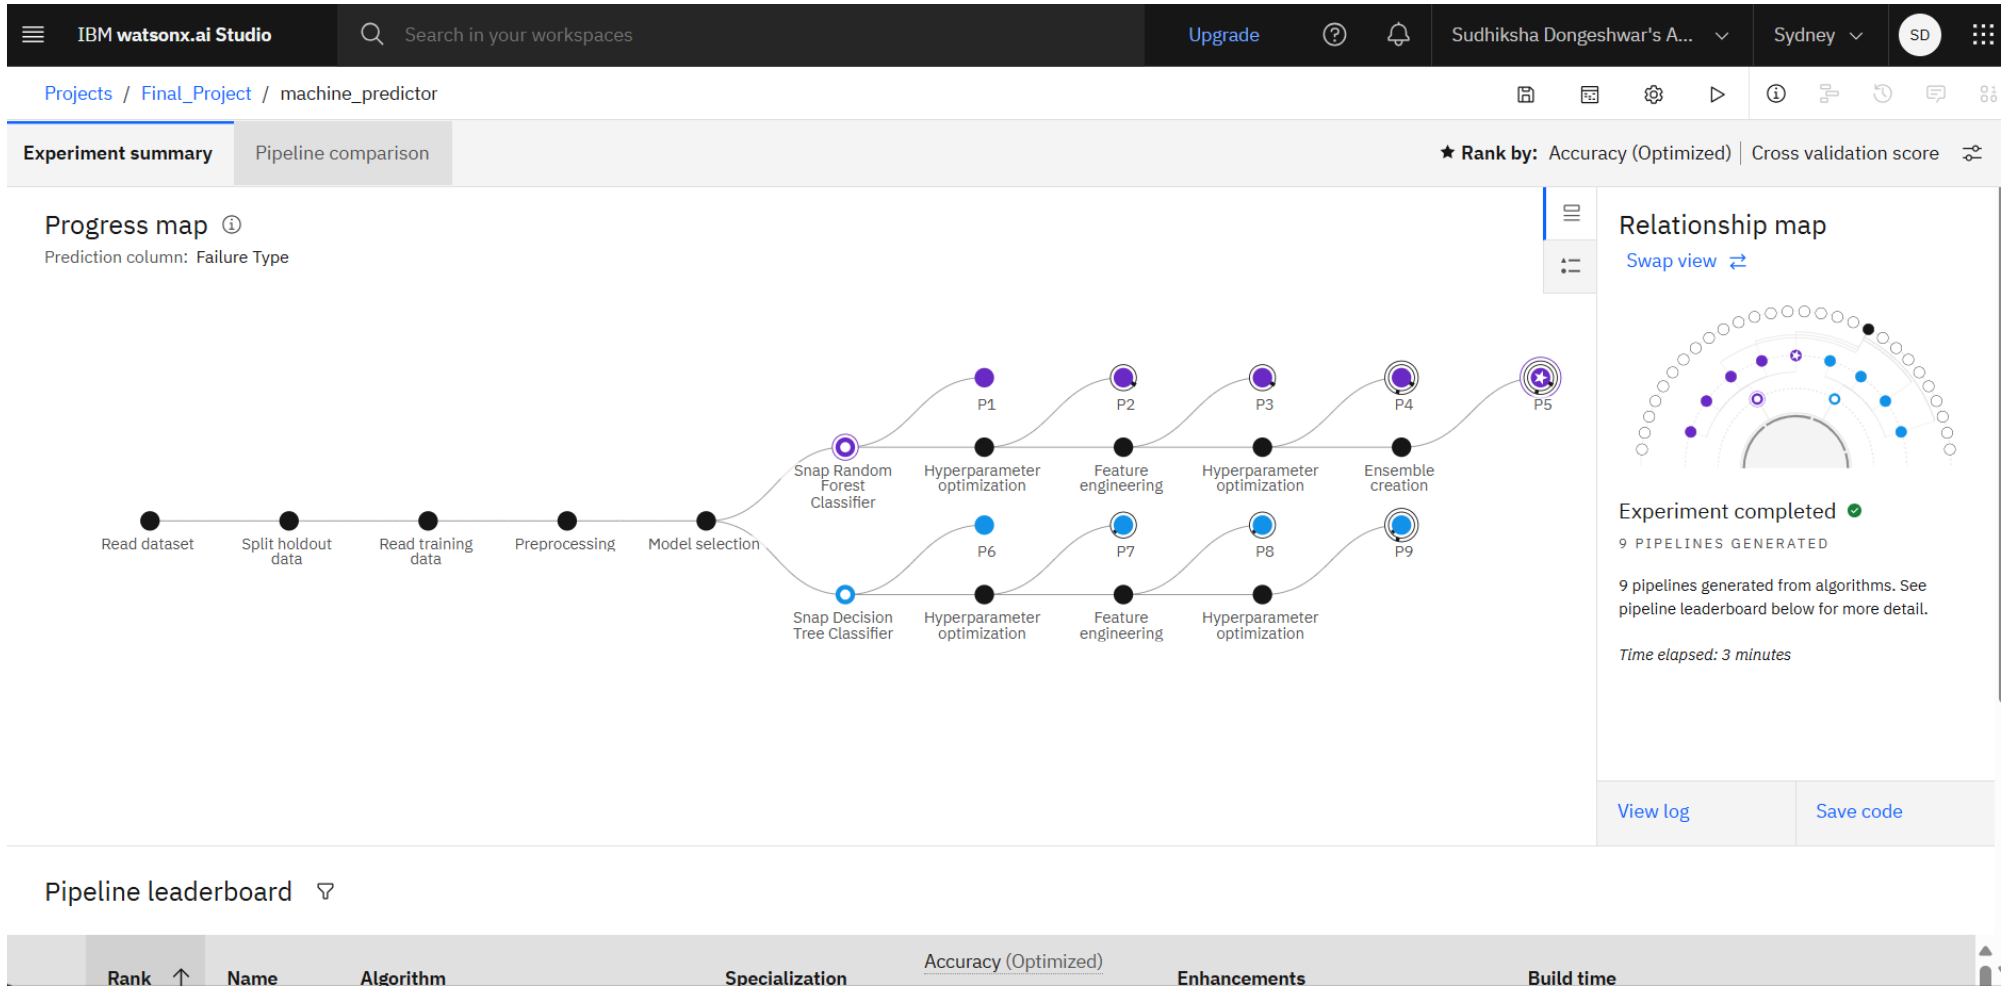 IBM watsonx.ai Studio
Search in your workspaces
Upgrade
Sudhiksha Dongeshwar's A...
Sydney
SD
Projects / Final_Project / machine_predictor
Experiment summary
Pipeline comparison
Rank by: Accuracy (Optimized) | Cross validation score
Progress map
Prediction column: Failure Type
P1
P2
P3
P4
P5
Snap Random
Forest
Classifier
Hyperparameter
optimization
Feature
engineering
Hyperparameter
optimization
Ensemble
creation
Read dataset
Split holdout
data
Read training
data
Preprocessing
Model selection
P6
P7
P8
P9
Snap Decision
Tree Classifier
Hyperparameter
optimization
Feature
engineering
Hyperparameter
optimization
Relationship map
Swap view
Experiment completed
9 PIPELINES GENERATED
9 pipelines generated from algorithms. See
pipeline leaderboard below for more detail.
Time elapsed: 3 minutes
View log
Save code
Pipeline leaderboard
Rank
Name
Algorithm
Specialization
Accuracy (Optimized)
Enhancements
Build time